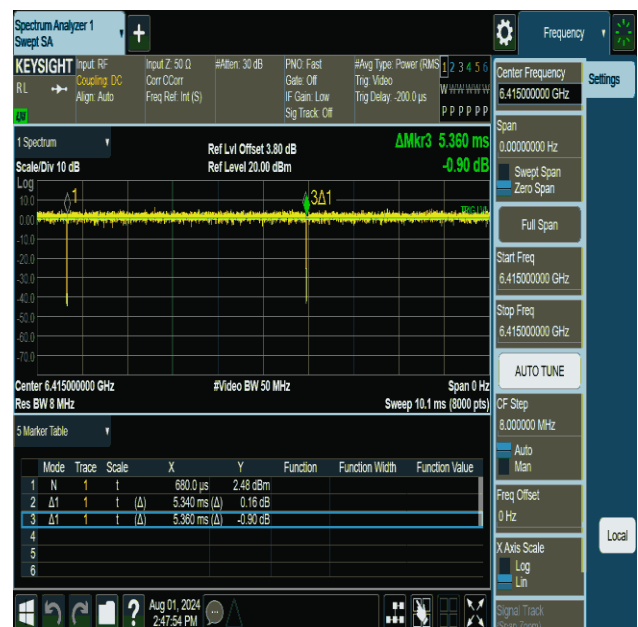 Spectrum Analyzer 1
Swept SA
+
Frequency
KEYSIGHT
RL
Input: RF
Coupling: DC
Align: Auto
Input Z: 50 Ω
Corr CCorr
Freq Ref: Int (S)
#Atten: 30 dB
PNO: Fast
Gate: Off
IF Gain: Low
Sig Track: Off
#Avg Type: Power (RMS
Trig: Video
Trig Delay: -200.0 µs
1 2 3 4 5 6
W W W W W W
P P P P P P
1 Spectrum
Scale/Div 10 dB
Ref Lvl Offset 3.80 dB
Ref Level 20.00 dBm
ΔMkr3 5.360 ms
-0.90 dB
Log
10.0
0.00
-10.0
-20.0
-30.0
-40.0
-50.0
-60.0
-70.0
1
3Δ1
TRIG LVL
Center 6.415000000 GHz
Res BW 8 MHz
#Video BW 50 MHz
Span 0 Hz
Sweep 10.1 ms (8000 pts)
5 Marker Table
Mode Trace Scale X Y Function Function Width Function Value
1 N 1 t 680.0 µs 2.48 dBm
2 Δ1 1 t (Δ) 5.340 ms (Δ) 0.16 dB
3 Δ1 1 t (Δ) 5.360 ms (Δ) -0.90 dB
4
5
6
?
Aug 01, 2024
2:47:54 PM
Center Frequency
6.415000000 GHz
Span
0.00000000 Hz
Swept Span
Zero Span
Full Span
Start Freq
6.415000000 GHz
Stop Freq
6.415000000 GHz
AUTO TUNE
CF Step
8.000000 MHz
Auto
Man
Freq Offset
0 Hz
X Axis Scale
Log
Lin
Signal Track
(Span Zoom)
Settings
Local